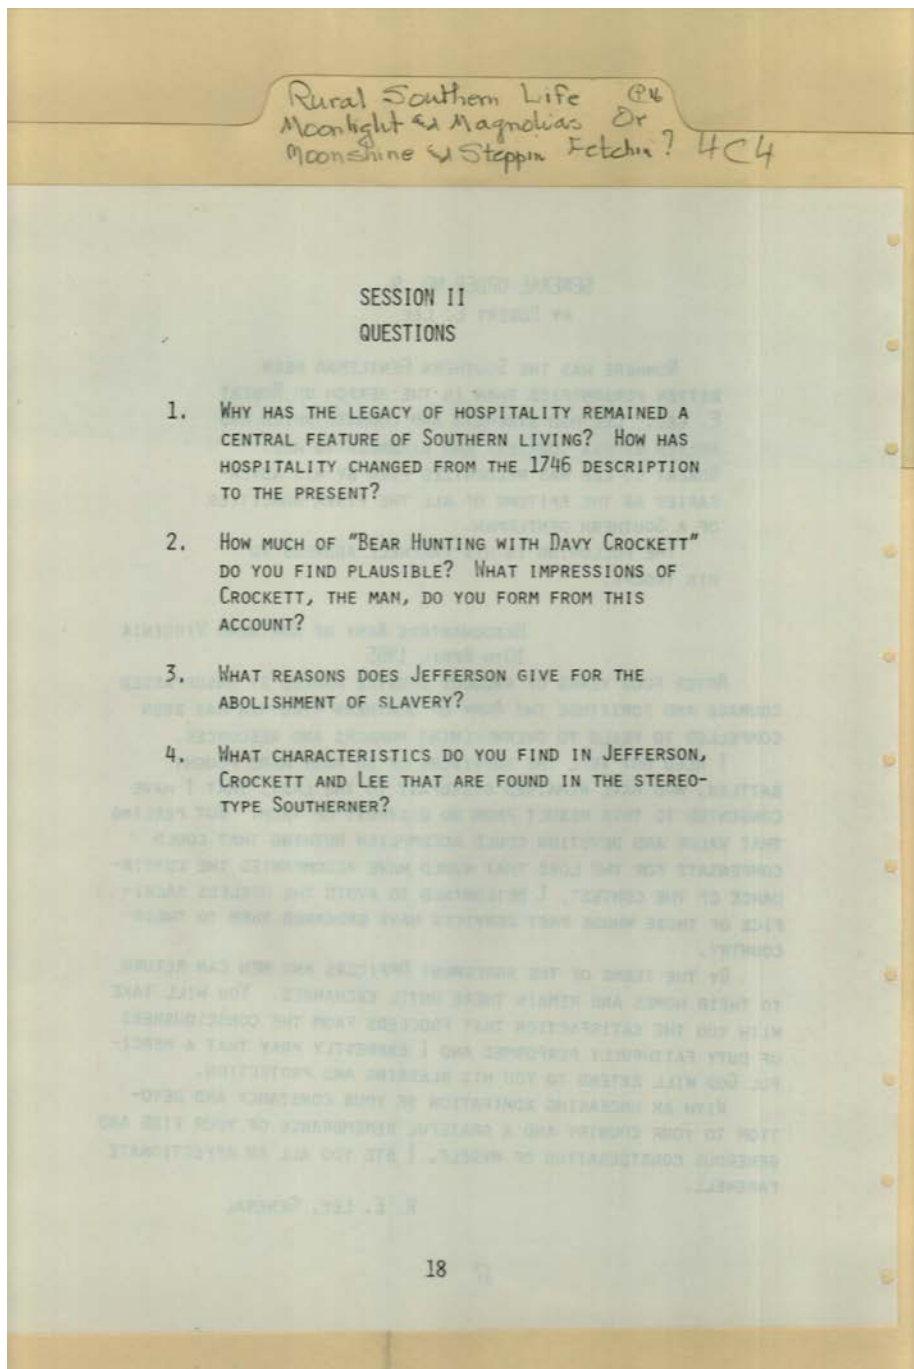 Rural Southern Life
Moonlight & Magnolias Or
Moonshine & Steppin Fetchin? 4C4
SESSION II
QUESTIONS
1. WHY HAS THE LEGACY OF HOSPITALITY REMAINED A
CENTRAL FEATURE OF SOUTHERN LIVING? HOW HAS
HOSPITALITY CHANGED FROM THE 1746 DESCRIPTION
TO THE PRESENT?
2. HOW MUCH OF "BEAR HUNTING WITH DAVY CROCKETT"
DO YOU FIND PLAUSIBLE? WHAT IMPRESSIONS OF
CROCKETT, THE MAN, DO YOU FORM FROM THIS
ACCOUNT?
3. WHAT REASONS DOES JEFFERSON GIVE FOR THE
ABOLISHMENT OF SLAVERY?
4. WHAT CHARACTERISTICS DO YOU FIND IN JEFFERSON,
CROCKETT AND LEE THAT ARE FOUND IN THE STEREO-
TYPE SOUTHERNER?
18